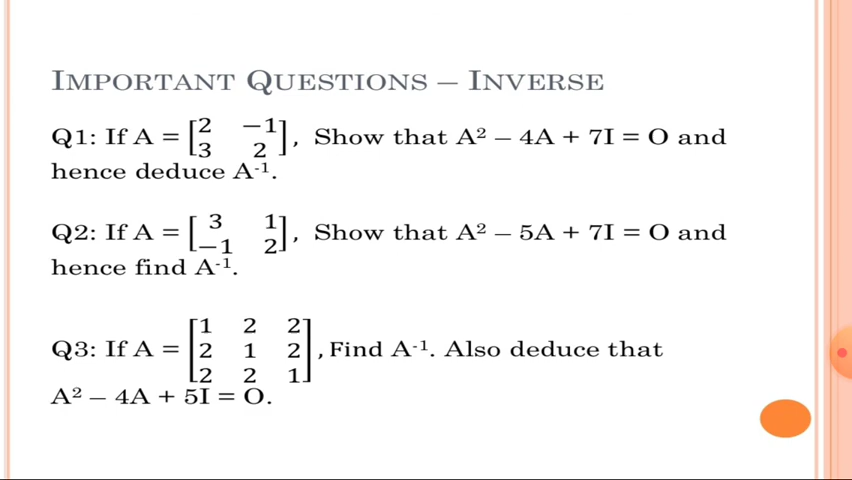 IMPORTANT QUESTIONS – INVERSE
Q1: If A = [2 −1; 3 2], Show that A² – 4A + 7I = O and
hence deduce A⁻¹.
Q2: If A = [3 1; −1 2], Show that A² – 5A + 7I = O and
hence find A⁻¹.
Q3: If A = [1 2 2; 2 1 2; 2 2 1], Find A⁻¹. Also deduce that
A² – 4A + 5I = O.